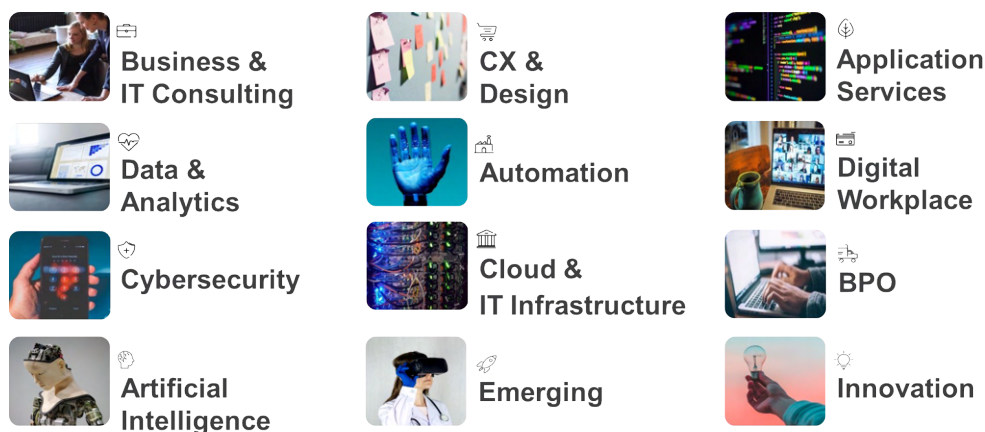 Business &
IT Consulting
CX &
Design
Application
Services
Data &
Analytics
Automation
Digital
Workplace
Cybersecurity
Cloud &
IT Infrastructure
BPO
Artificial
Intelligence
Emerging
Innovation